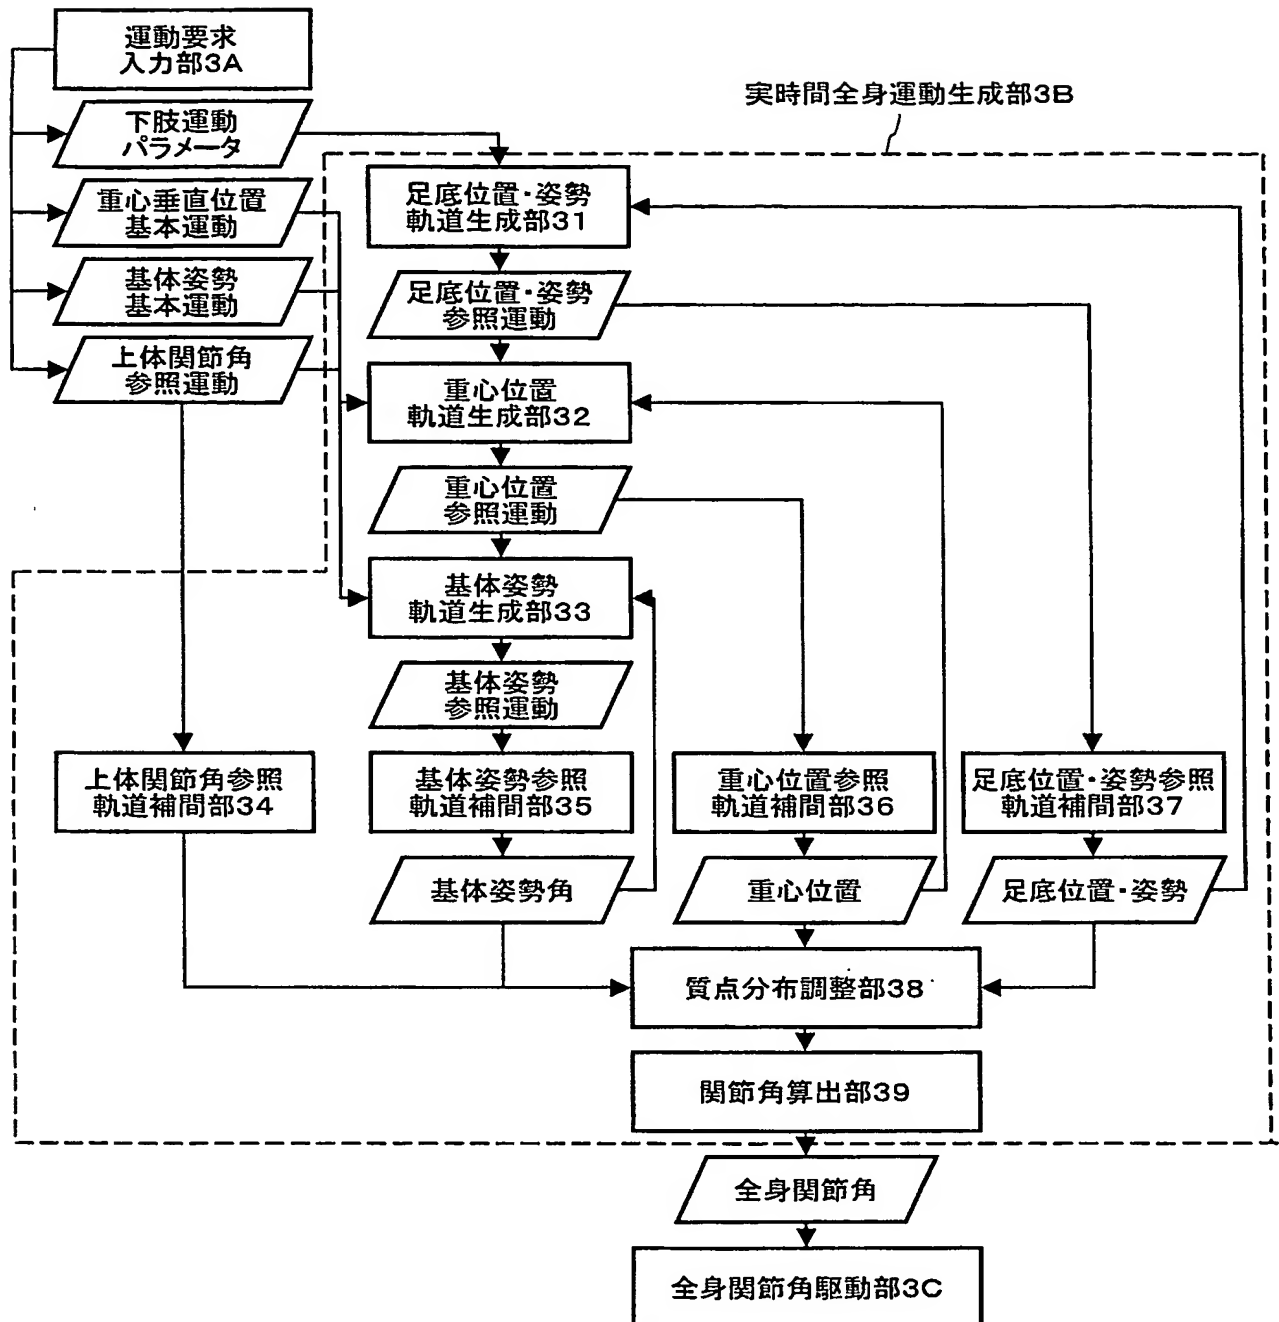 運動要求
入力部3A
実時間全身運動生成部3B
下肢運動
パラメータ
重心垂直位置
基本運動
基体姿勢
基本運動
上体関節角
参照運動
足底位置・姿勢
軌道生成部31
足底位置・姿勢
参照運動
重心位置
軌道生成部32
重心位置
参照運動
基体姿勢
軌道生成部33
基体姿勢
参照運動
上体関節角参照
軌道補間部34
基体姿勢参照
軌道補間部35
重心位置参照
軌道補間部36
足底位置・姿勢参照
軌道補間部37
基体姿勢角
重心位置
足底位置・姿勢
質点分布調整部38
関節角算出部39
全身関節角
全身関節角駆動部3C